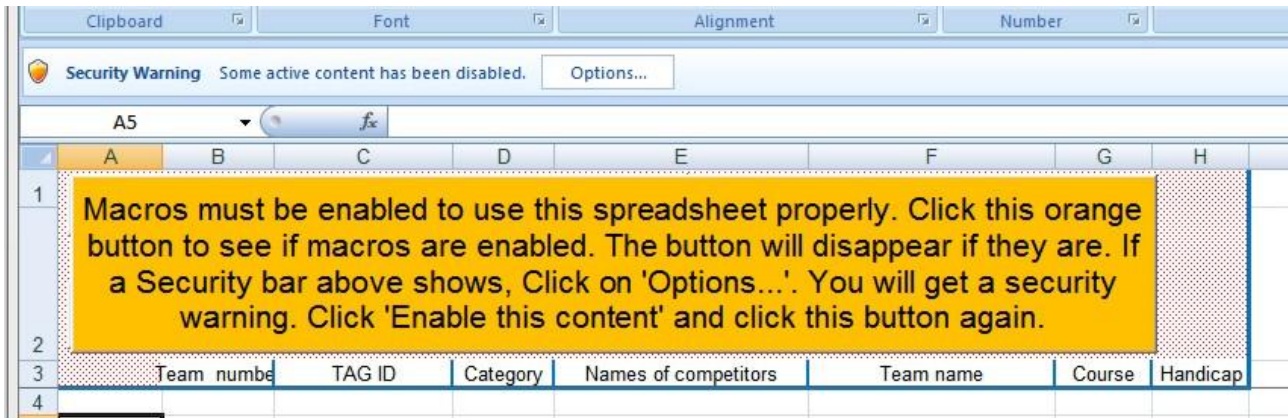 Clipboard Font Alignment Number
Security Warning Some active content has been disabled. Options...
A5 fx
A B C D E F G H
1
Macros must be enabled to use this spreadsheet properly. Click this orange
button to see if macros are enabled. The button will disappear if they are. If
a Security bar above shows, Click on 'Options...'. You will get a security
warning. Click 'Enable this content' and click this button again.
2
3 Team numbe TAG ID Category Names of competitors Team name Course Handicap
4